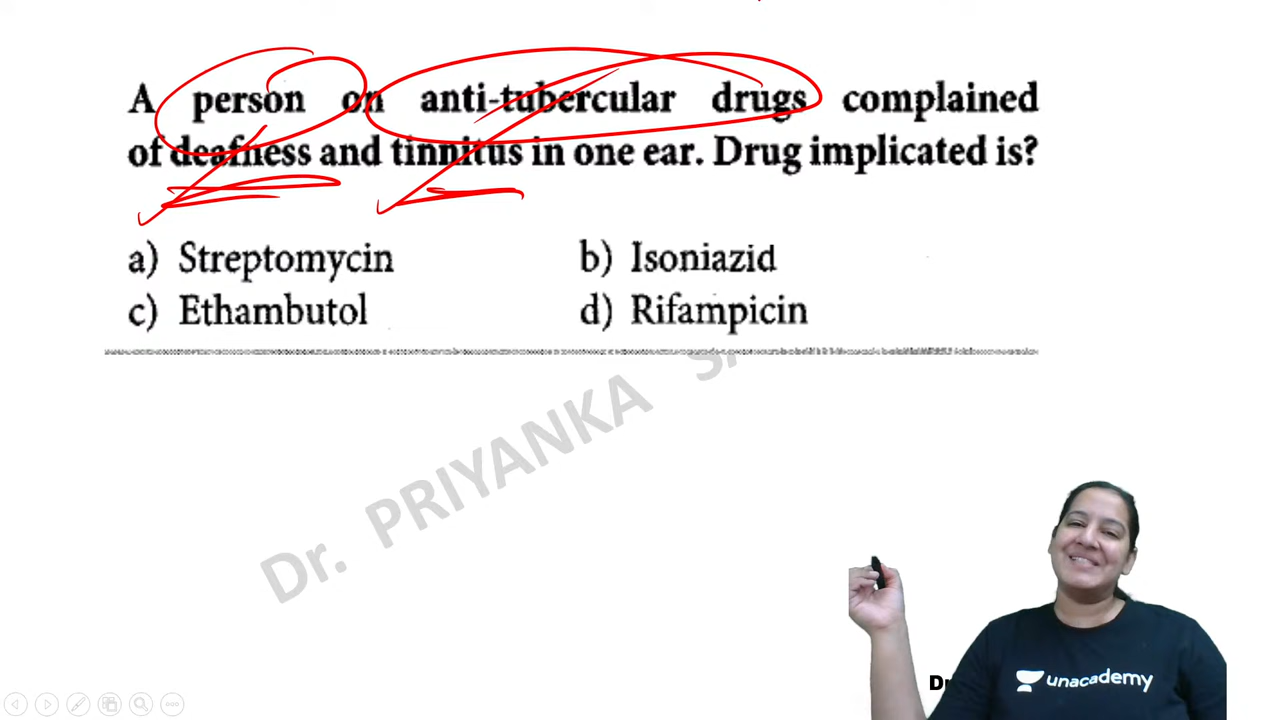 A person on anti-tubercular drugs complained
of deafness and tinnitus in one ear. Drug implicated is?
a) Streptomycin b) Isoniazid
c) Ethambutol d) Rifampicin
Dr. PRIYANKA
unacademy